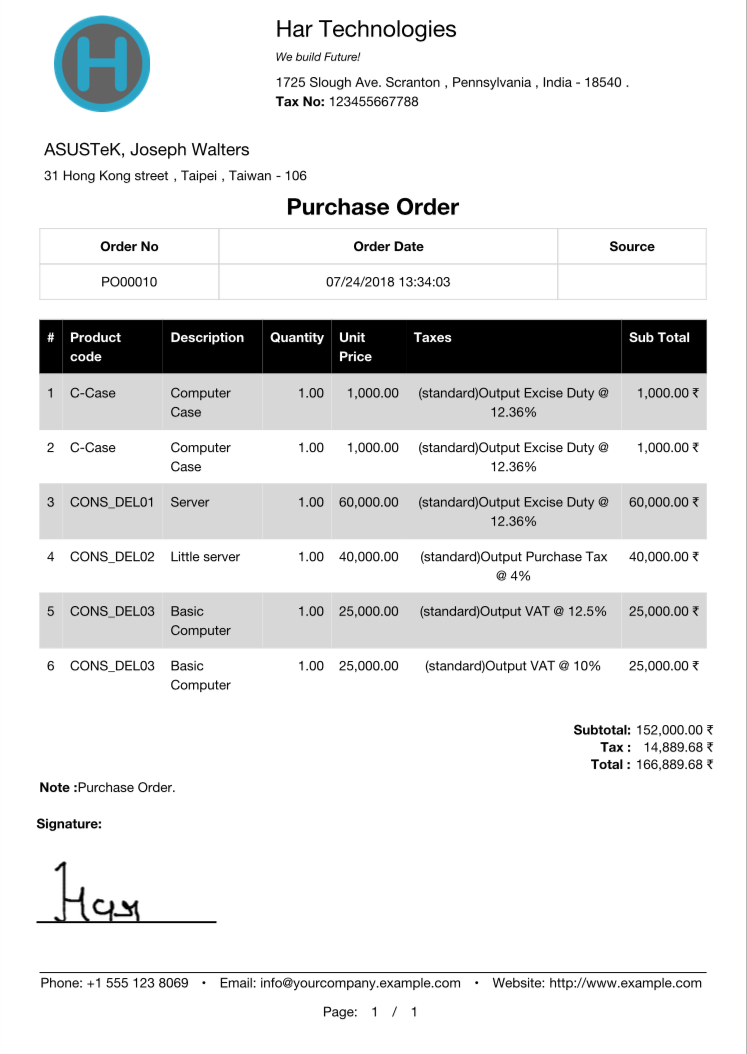 H
Har Technologies
We build Future!
1725 Slough Ave. Scranton , Pennsylvania , India - 18540 .
Tax No: 123455667788
ASUSTeK, Joseph Walters
31 Hong Kong street , Taipei , Taiwan - 106
Purchase Order
Order No Order Date Source
PO00010 07/24/2018 13:34:03
# Product code Description Quantity Unit Price Taxes Sub Total
1 C-Case Computer Case 1.00 1,000.00 (standard)Output Excise Duty @ 12.36% 1,000.00 ₹
2 C-Case Computer Case 1.00 1,000.00 (standard)Output Excise Duty @ 12.36% 1,000.00 ₹
3 CONS_DEL01 Server 1.00 60,000.00 (standard)Output Excise Duty @ 12.36% 60,000.00 ₹
4 CONS_DEL02 Little server 1.00 40,000.00 (standard)Output Purchase Tax @ 4% 40,000.00 ₹
5 CONS_DEL03 Basic Computer 1.00 25,000.00 (standard)Output VAT @ 12.5% 25,000.00 ₹
6 CONS_DEL03 Basic Computer 1.00 25,000.00 (standard)Output VAT @ 10% 25,000.00 ₹
Subtotal: 152,000.00 ₹
Tax : 14,889.68 ₹
Total : 166,889.68 ₹
Note :Purchase Order.
Signature:
Har
Phone: +1 555 123 8069 • Email: info@yourcompany.example.com • Website: http://www.example.com
Page: 1 / 1